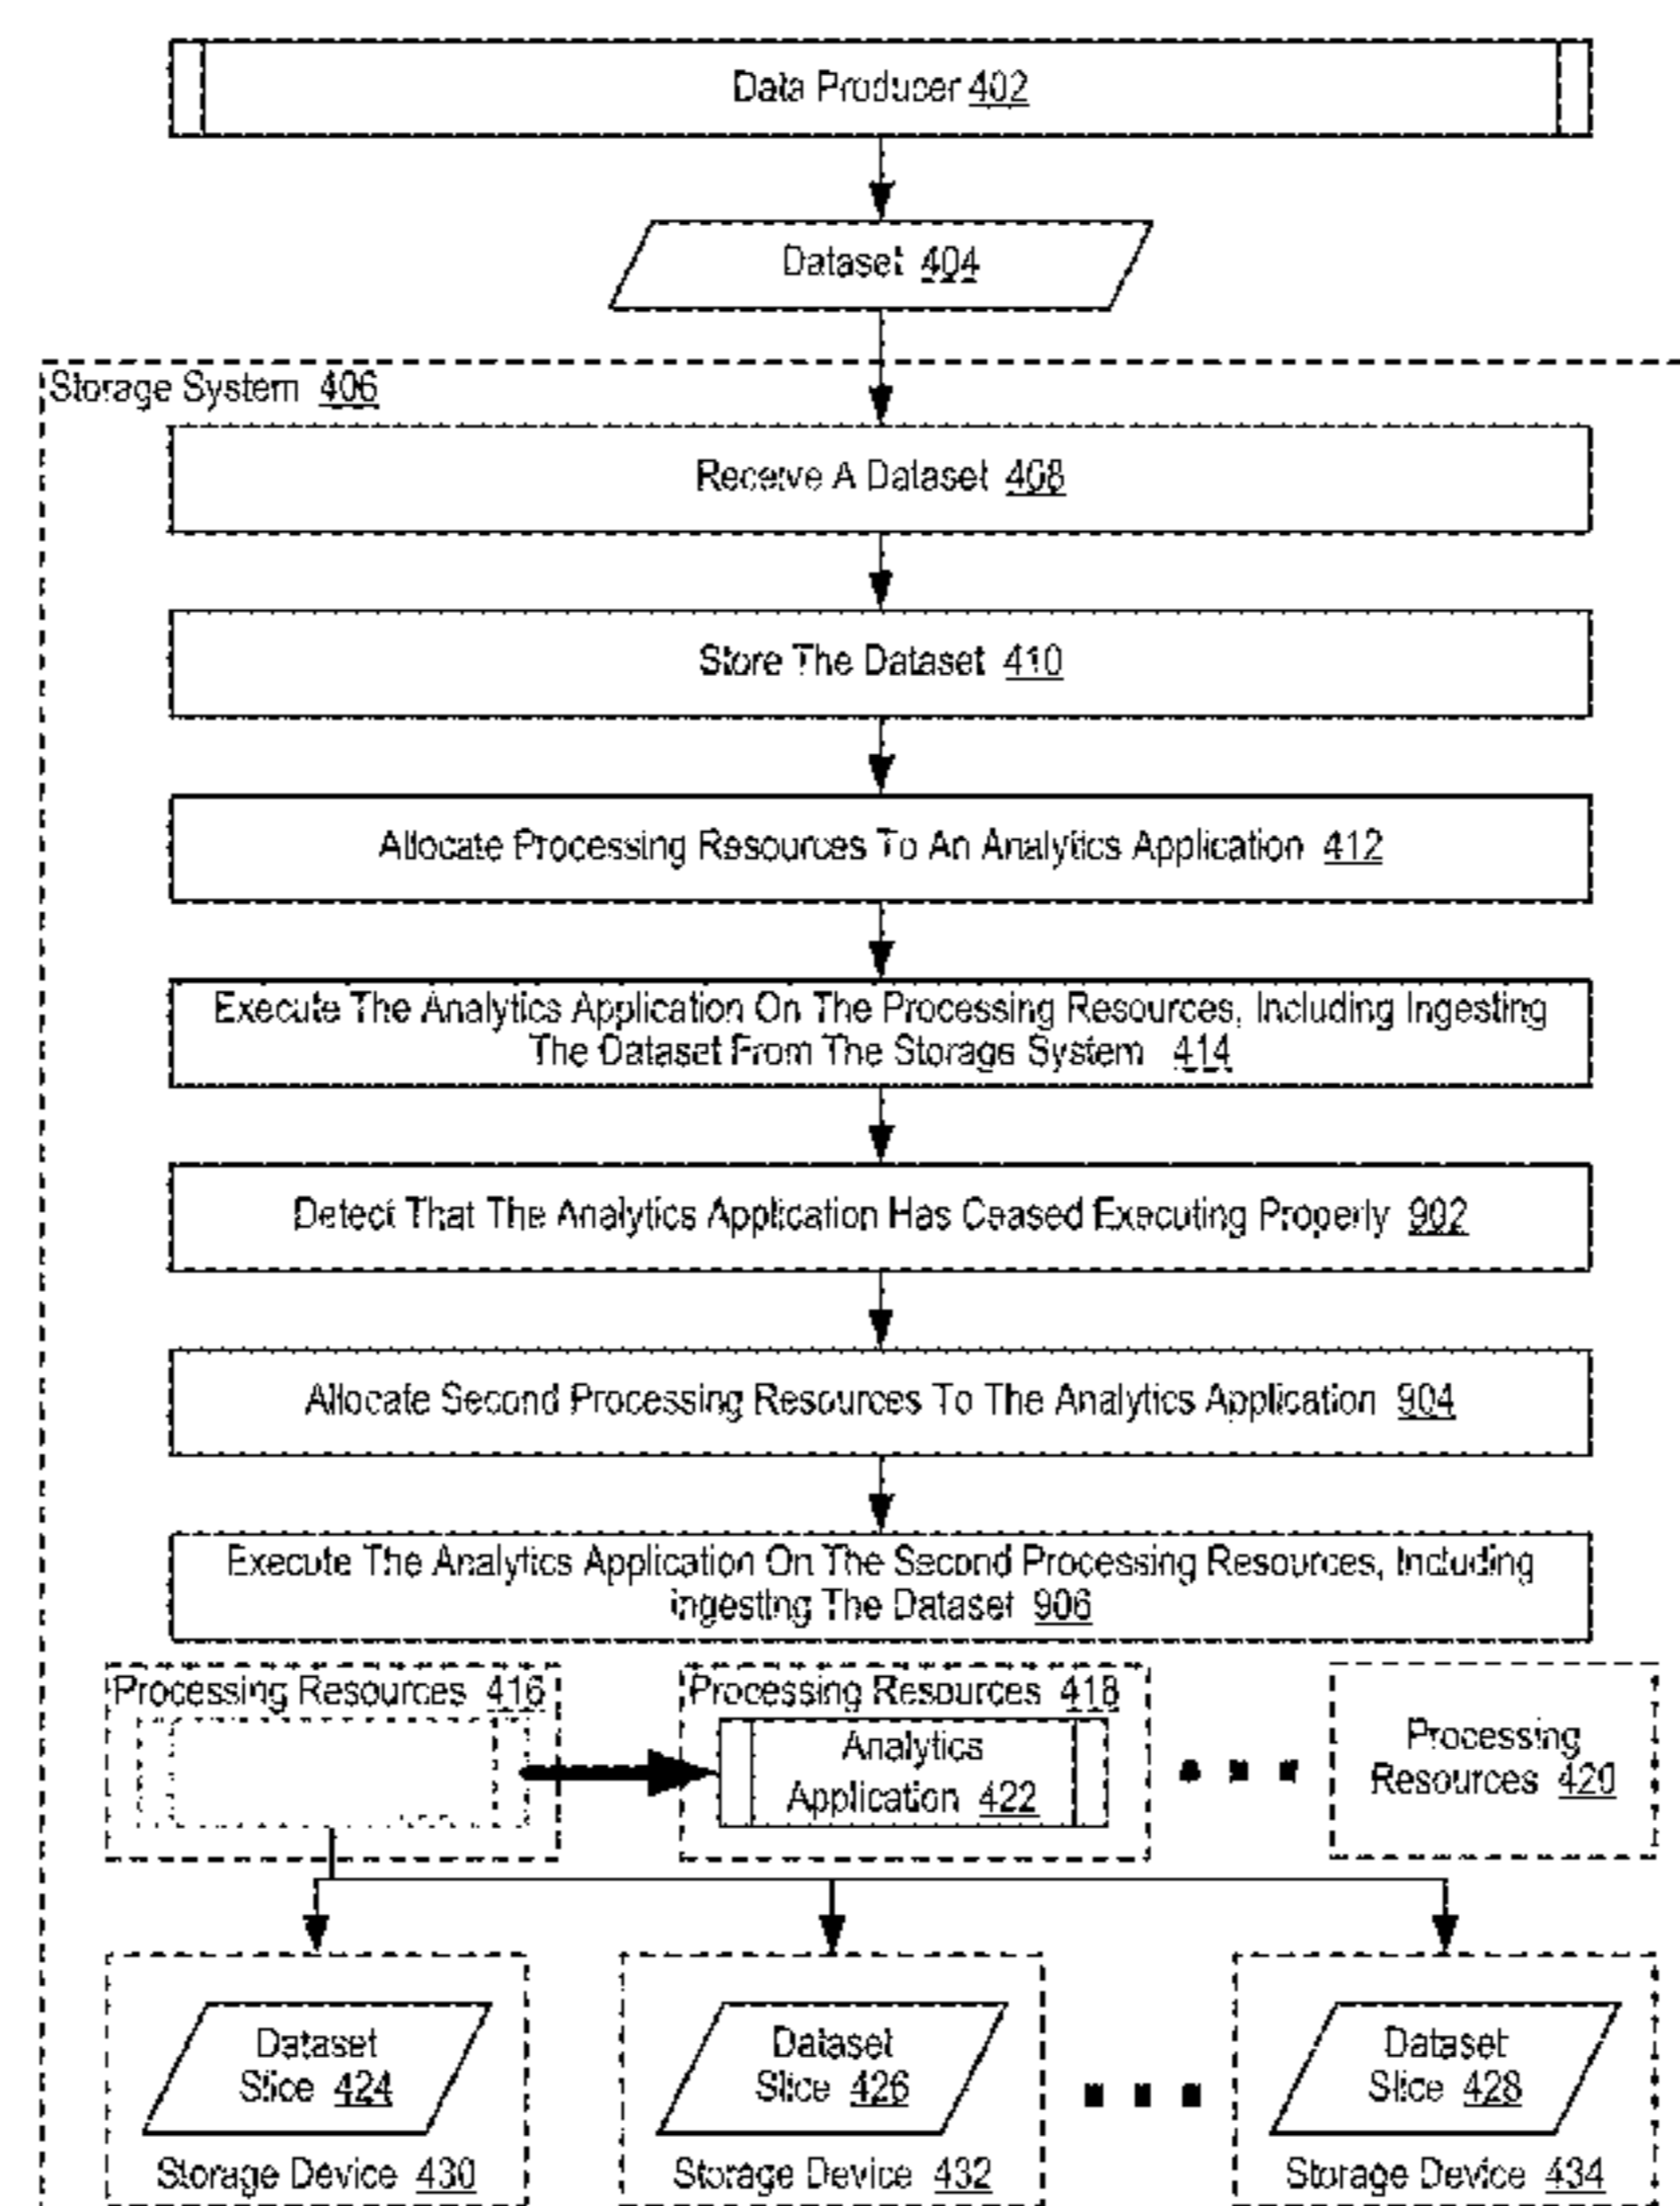 Data Producer 402
Dataset 404
Storage System 406
Receive A Dataset 408
Store The Dataset 410
Allocate Processing Resources To An Analytics Application 412
Execute The Analytics Application On The Processing Resources, Including Ingesting
The Dataset From The Storage System 414
Detect That The Analytics Application Has Ceased Executing Properly 902
Allocate Second Processing Resources To The Analytics Application 904
Execute The Analytics Application On The Second Processing Resources, Including
Ingesting The Dataset 906
Processing Resources 416
Processing Resources 418
Analytics
Application 422
Processing
Resources 420
Dataset
Slice 424
Dataset
Slice 426
Dataset
Slice 428
Storage Device 430
Storage Device 432
Storage Device 434